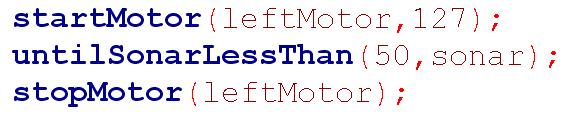 startMotor(leftMotor,127);
untilSonarLessThan(50,sonar);
stopMotor(leftMotor);